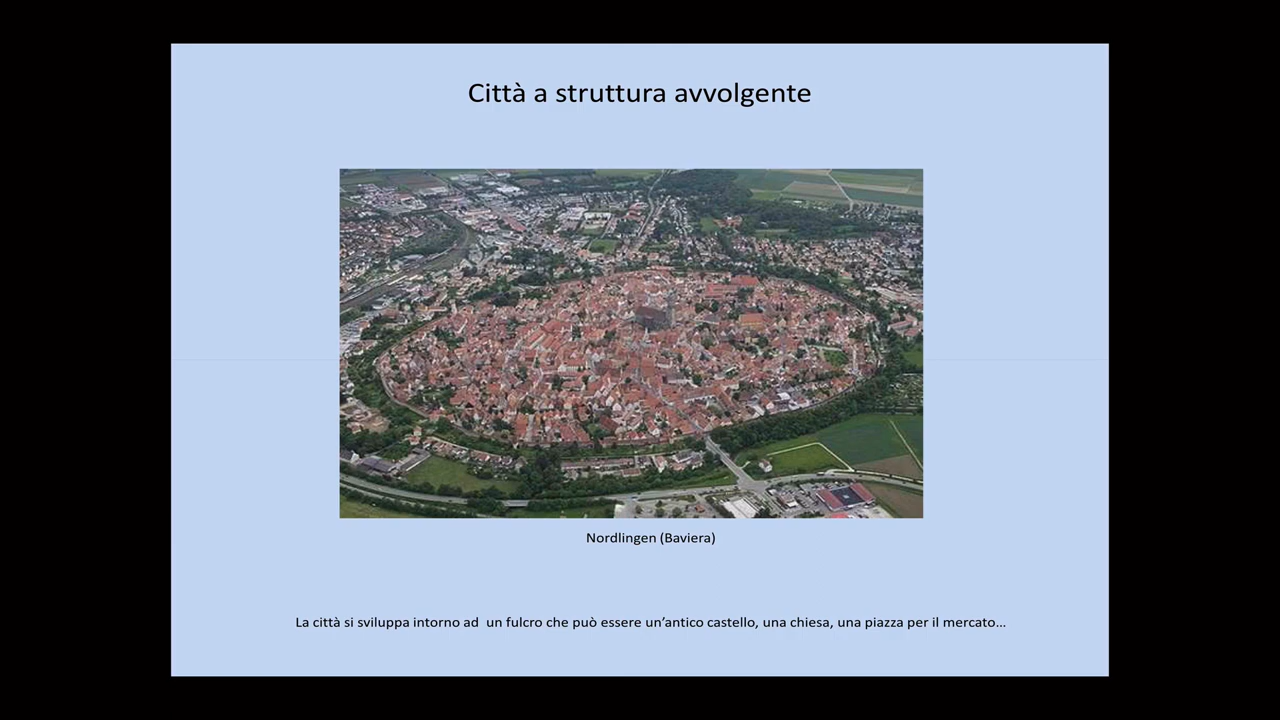 Città a struttura avvolgente
Nordlingen (Baviera)
La città si sviluppa intorno ad  un fulcro che può essere un’antico castello, una chiesa, una piazza per il mercato…